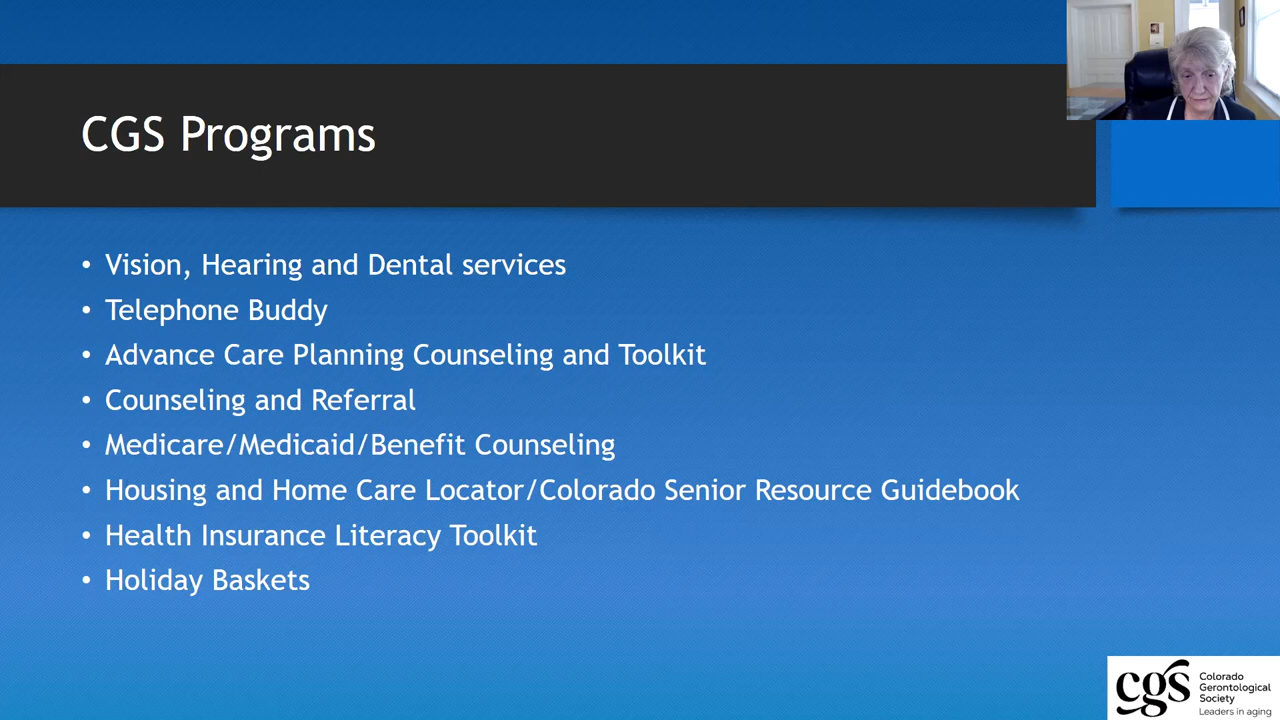 CGS Programs
• Vision, Hearing and Dental services
• Telephone Buddy
• Advance Care Planning Counseling and Toolkit
• Counseling and Referral
• Medicare/Medicaid/Benefit Counseling
• Housing and Home Care Locator/Colorado Senior Resource Guidebook
• Health Insurance Literacy Toolkit
• Holiday Baskets
cgs
Colorado
Gerontological
Society
Leaders in aging